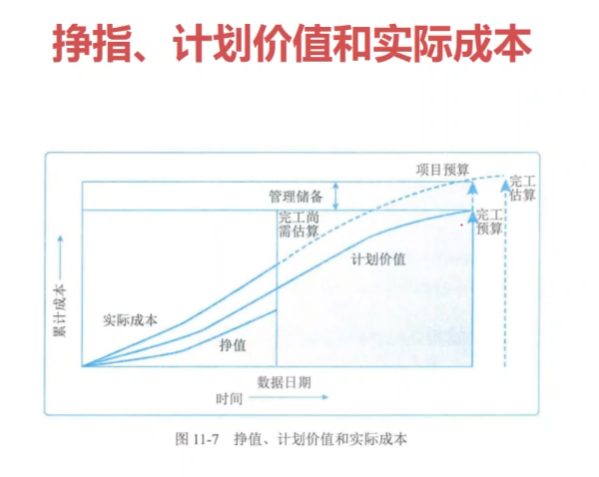 挣指、计划价值和实际成本
项目预算
完工
估算
管理储备
完工尚
需估算
完工
预算
计划价值
累计成本
实际成本
挣值
数据日期
时间
图 11-7 挣值、计划价值和实际成本